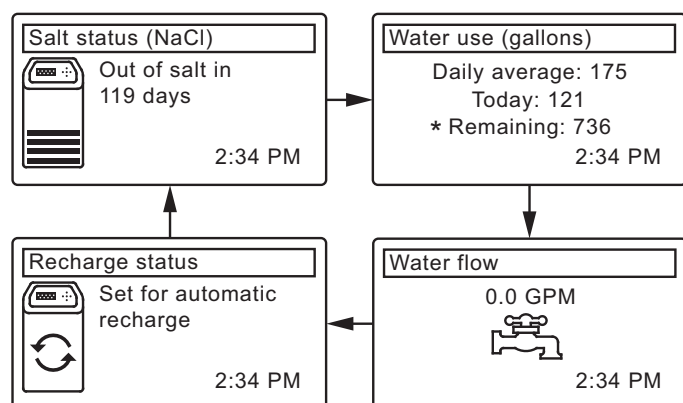 Salt status (NaCl)
Out of salt in
119 days
2:34 PM
Water use (gallons)
Daily average: 175
Today: 121
* Remaining: 736
2:34 PM
Recharge status
Set for automatic
recharge
2:34 PM
Water flow
0.0 GPM
2:34 PM